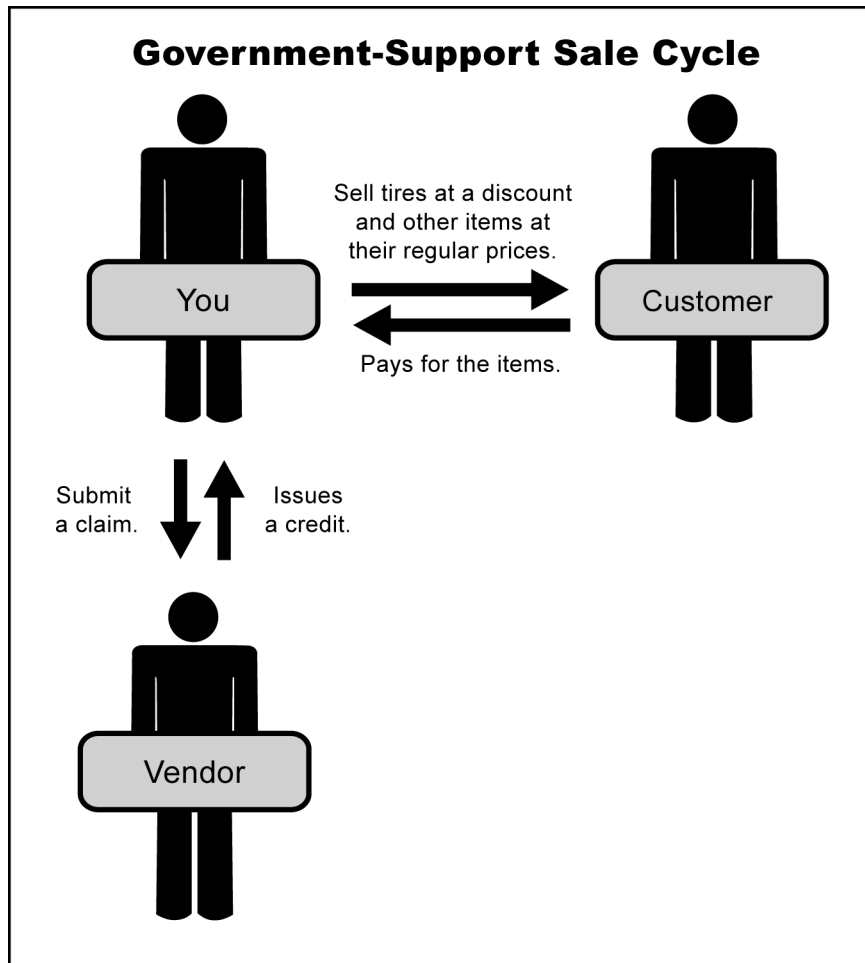 Government-Support Sale Cycle
Sell tires at a discount
and other items at
their regular prices.
You
Customer
Pays for the items.
Submit
a claim.
Issues
a credit.
Vendor